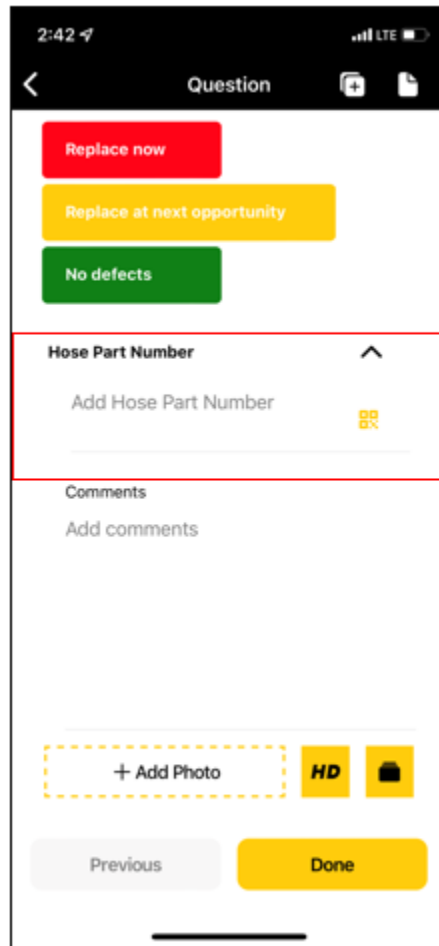 2:42
LTE
Question
Replace now
Replace at next opportunity
No defects
Hose Part Number
Add Hose Part Number
Comments
Add comments
+ Add Photo
HD
Previous
Done